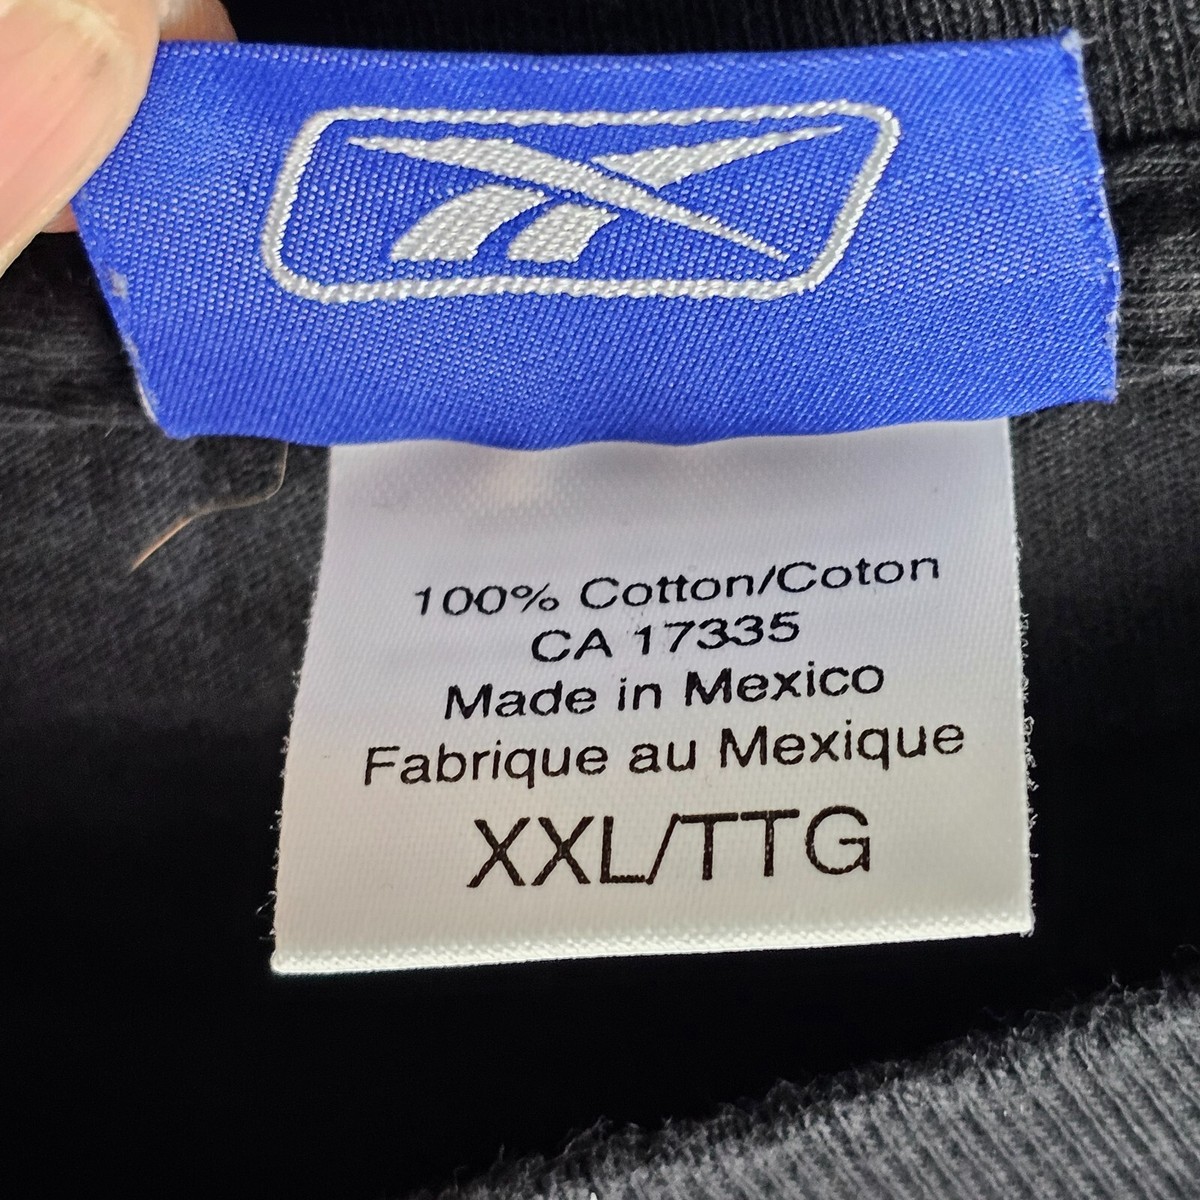 100% Cotton/Coton
CA 17335
Made in Mexico
Fabrique au Mexique
XXL/TTG